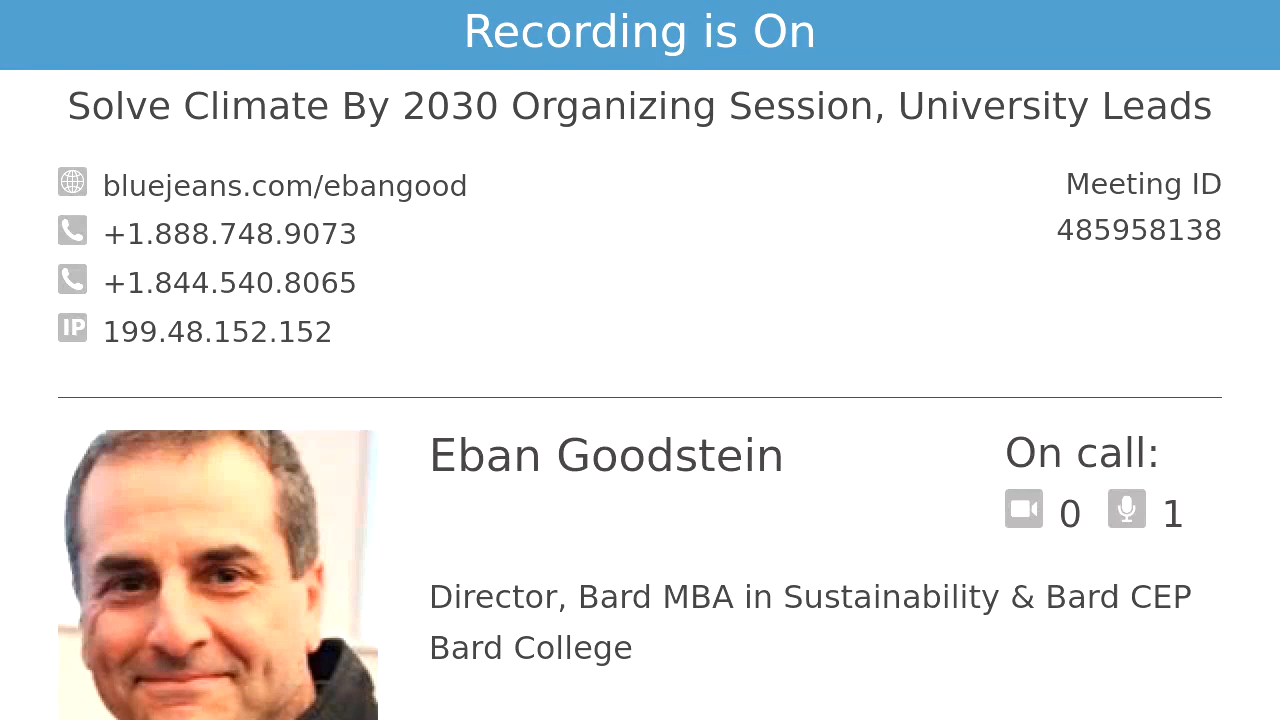 Recording is On
Solve Climate By 2030 Organizing Session, University Leads
bluejeans.com/ebangood
+1.888.748.9073
+1.844.540.8065
IP 199.48.152.152
Meeting ID
485958138
Eban Goodstein
On call:
0 1
Director, Bard MBA in Sustainability & Bard CEP
Bard College